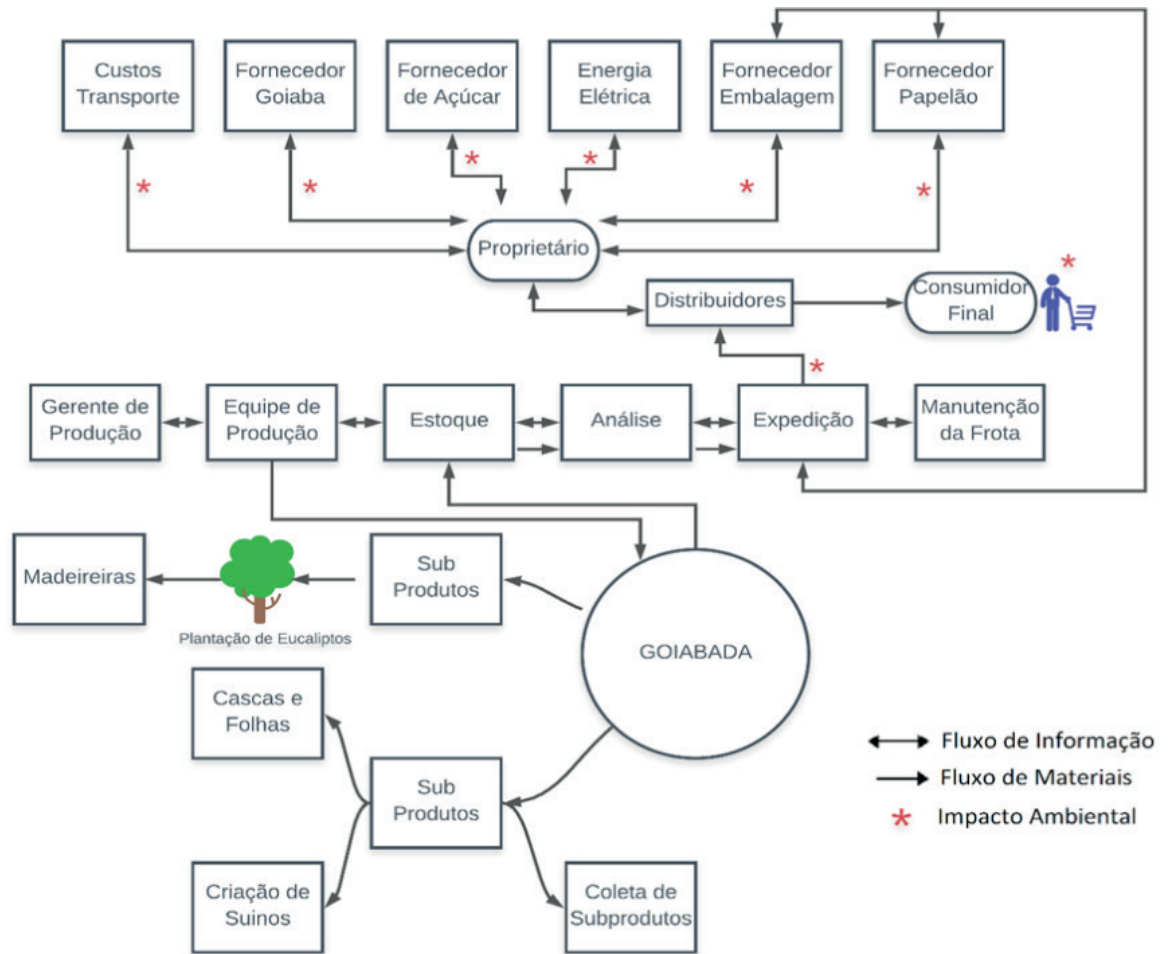 Custos
Transporte
Fornecedor
Goiaba
Fornecedor
de Açúcar
Energia
Elétrica
Fornecedor
Embalagem
Fornecedor
Papelão
*
*
*
*
*
*
Proprietário
Distribuidores
Consumidor
Final
*
*
Gerente de
Produção
Equipe de
Produção
Estoque
Análise
Expedição
Manutenção
da Frota
Madeireiras
Plantação de Eucaliptos
Sub
Produtos
GOIABADA
Cascas e
Folhas
Sub
Produtos
Criação de
Suinos
Coleta de
Subprodutos
Fluxo de Informação
Fluxo de Materiais
* Impacto Ambiental